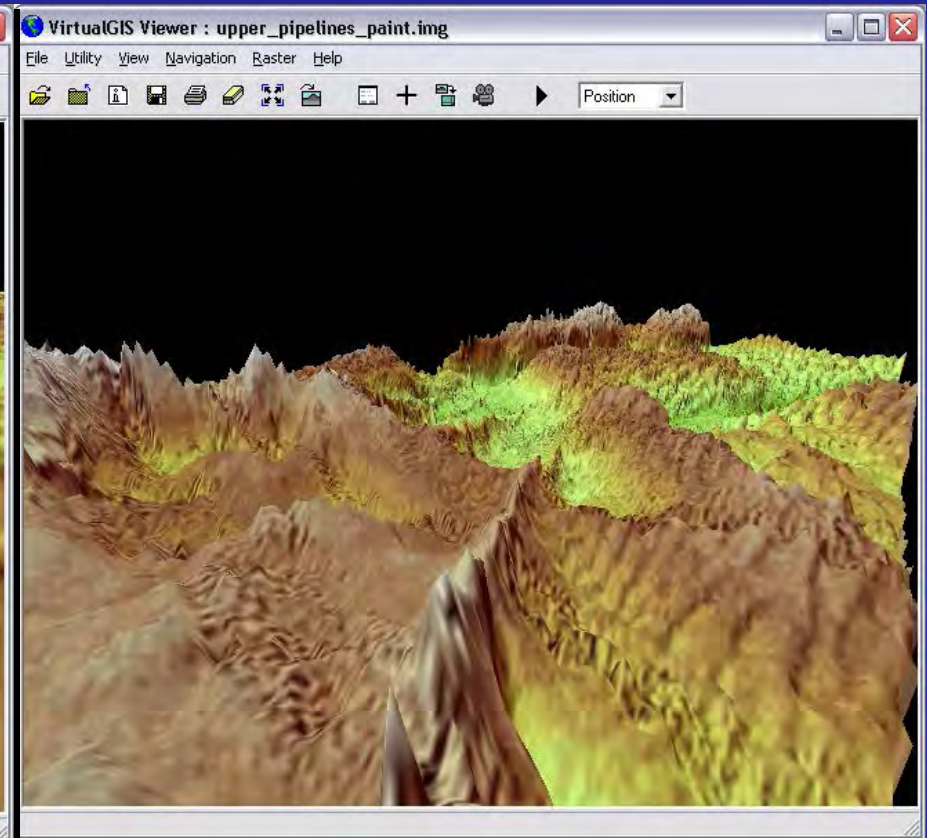 VirtualGIS Viewer : upper_pipelines_paint.img
File Utility View Navigation Raster Help
Position